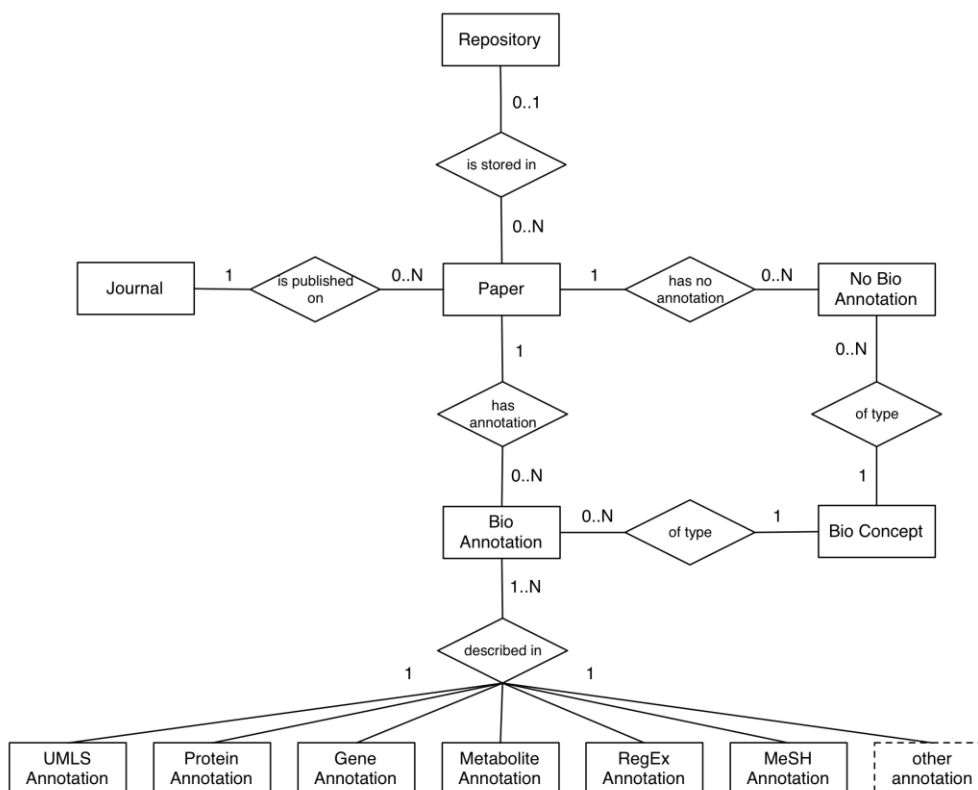 Repository
0..1
is stored in
0..N
Journal
1
is published
on
0..N
Paper
1
has no
annotation
0..N
No Bio
Annotation
1
0..N
has
annotation
of type
0..N
1
Bio
Annotation
0..N
of type
1
Bio Concept
1..N
described in
1
1
UMLS
Annotation
Protein
Annotation
Gene
Annotation
Metabolite
Annotation
RegEx
Annotation
MeSH
Annotation
other
annotation